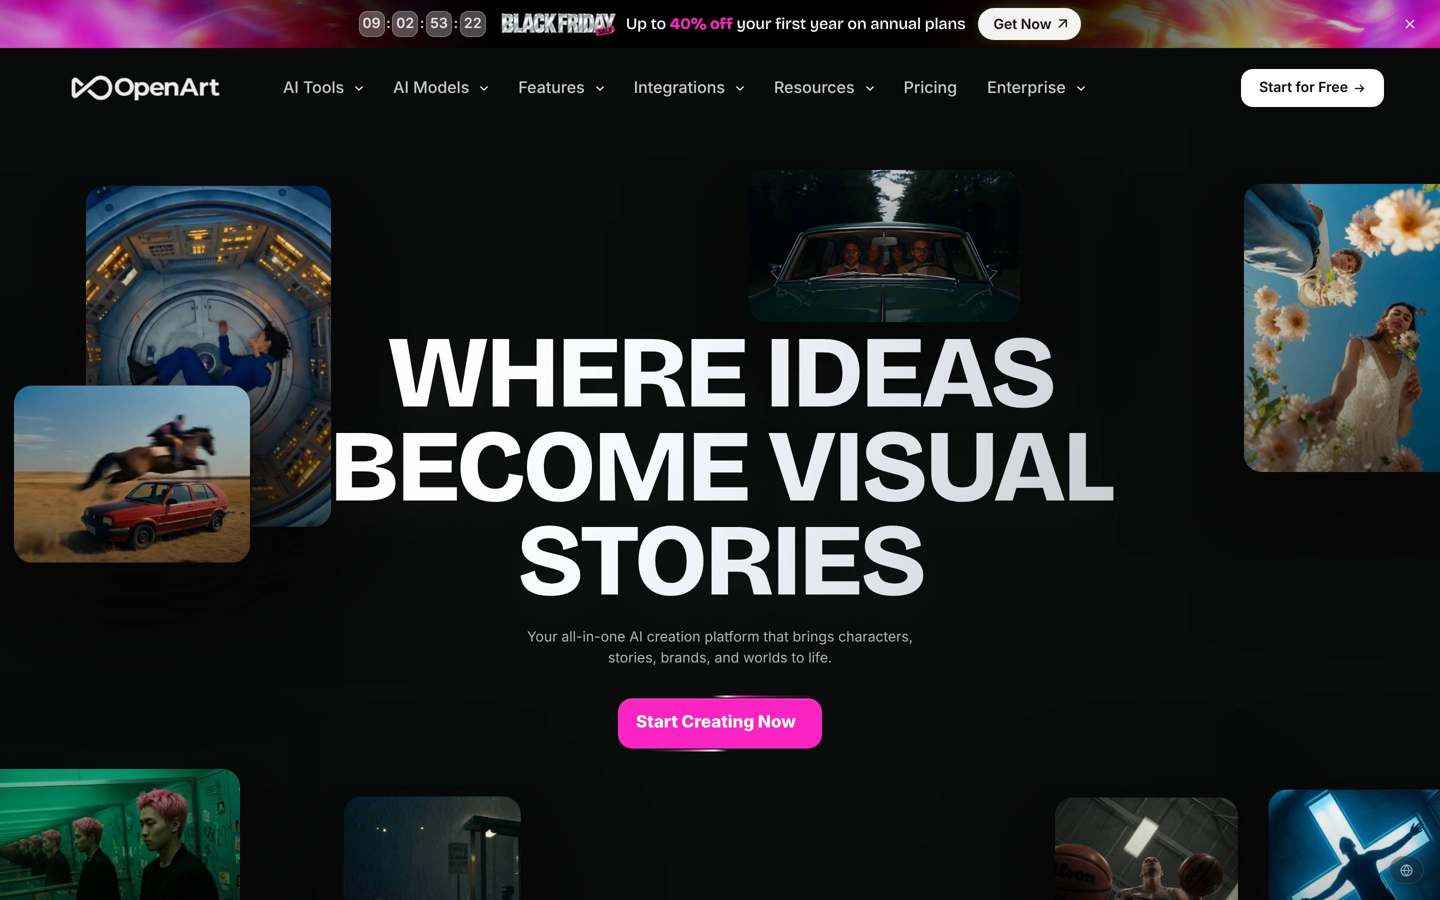 09 : 02 : 53 : 22 BLACK FRIDAY Up to 40% off your first year on annual plans Get Now
OpenArt AI Tools AI Models Features Integrations Resources Pricing Enterprise Start for Free →
WHERE IDEAS
BECOME VISUAL
STORIES
Your all-in-one AI creation platform that brings characters,
stories, brands, and worlds to life.
Start Creating Now